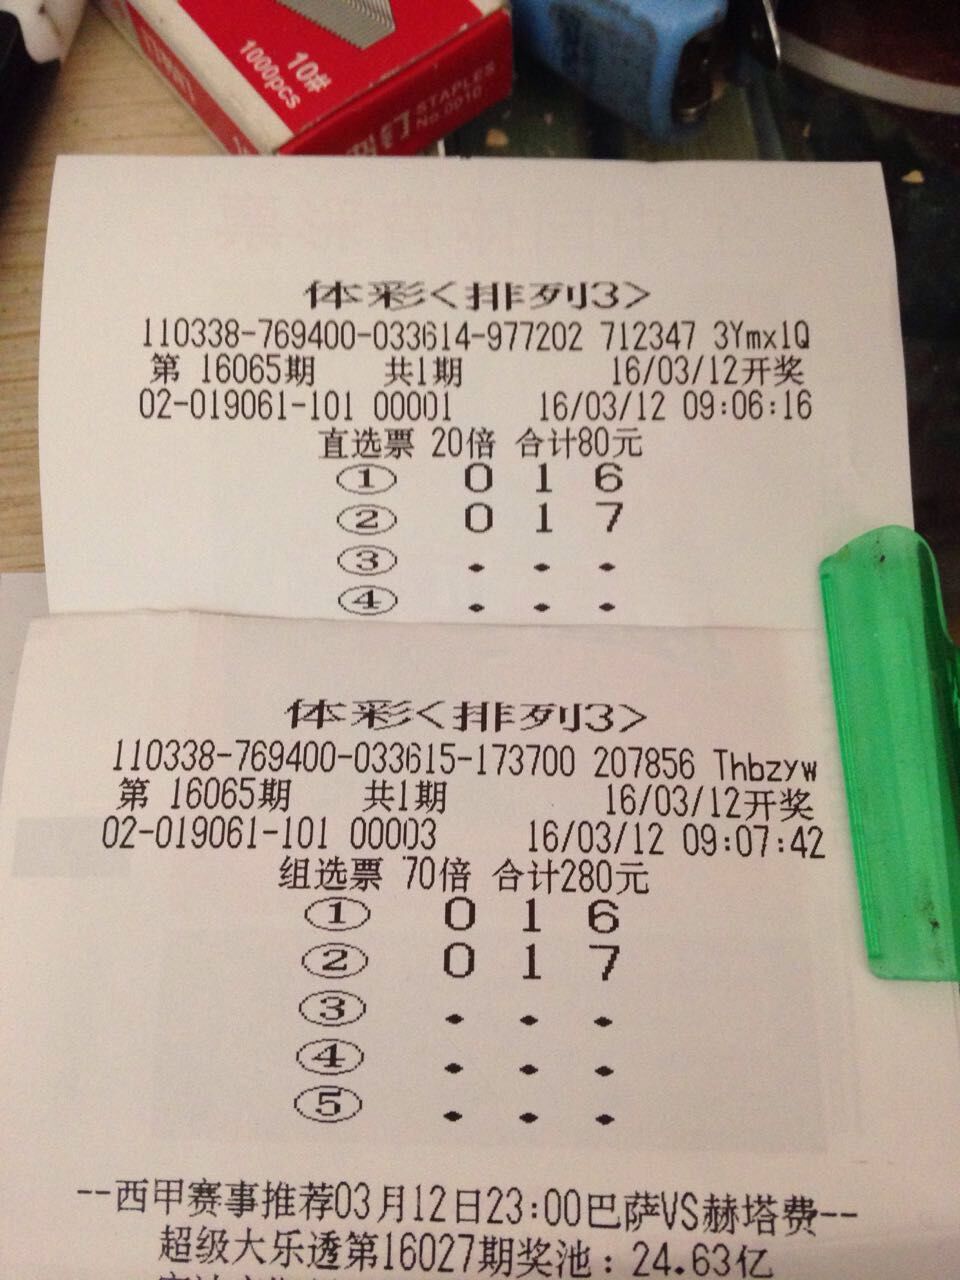 10#
1000pcs
STAPLES
No.0010
体彩<排列3>
110338-769400-033614-977202 712347 3Ymx1Q
第 16065期 共1期 16/03/12开奖
02-019061-101 00001 16/03/12 09:06:16
直选票 20倍 合计80元
① 0 1 6
② 0 1 7
③ . . .
④ . . .
体彩<排列3>
110338-769400-033615-173700 207856 Thbzyw
第 16065期 共1期 16/03/12开奖
02-019061-101 00003 16/03/12 09:07:42
组选票 70倍 合计280元
① 0 1 6
② 0 1 7
③ . . .
④ . . .
⑤ . . .
--西甲赛事推荐03月12日23:00巴萨VS赫塔费--
超级大乐透第16027期奖池：24.63亿